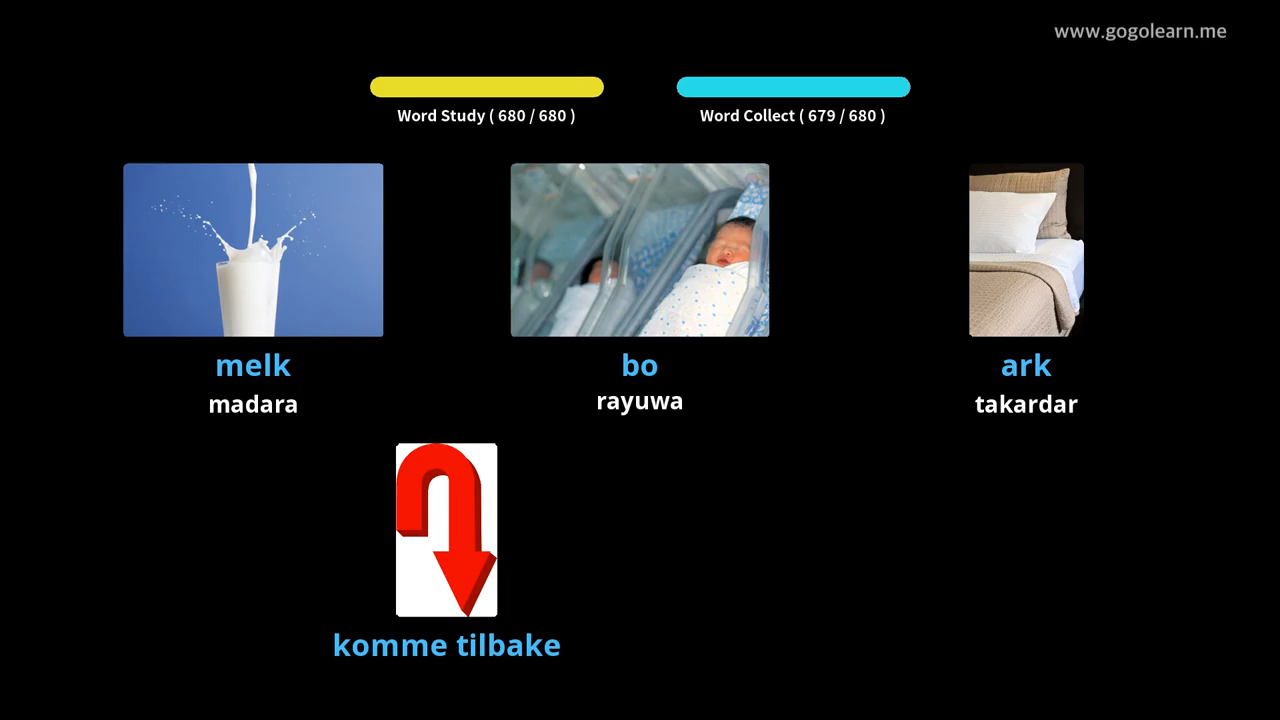 www.gogolearn.me
Word Study ( 680 / 680 )
Word Collect ( 679 / 680 )
melk
madara
bo
rayuwa
ark
takardar
komme tilbake